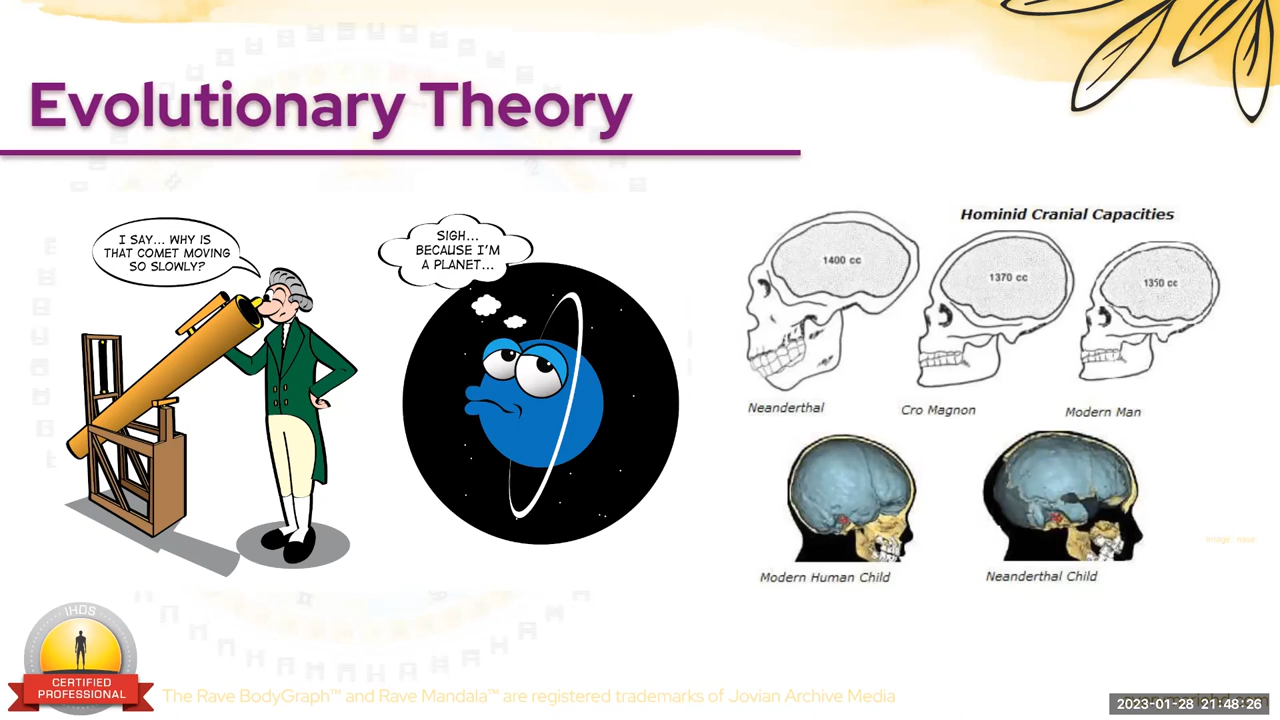 Evolutionary Theory
I SAY... WHY IS
THAT COMET MOVING
SO SLOWLY?
SIGH...
BECAUSE I'M
A PLANET...
Hominid Cranial Capacities
1400 cc
1370 cc
1350 cc
Neanderthal
Cro Magnon
Modern Man
Modern Human Child
Neanderthal Child
IHDS
CERTIFIED
PROFESSIONAL
The Rave BodyGraph™ and Rave Mandala™ are registered trademarks of Jovian Archive Media
2023-01-28 21:48:26